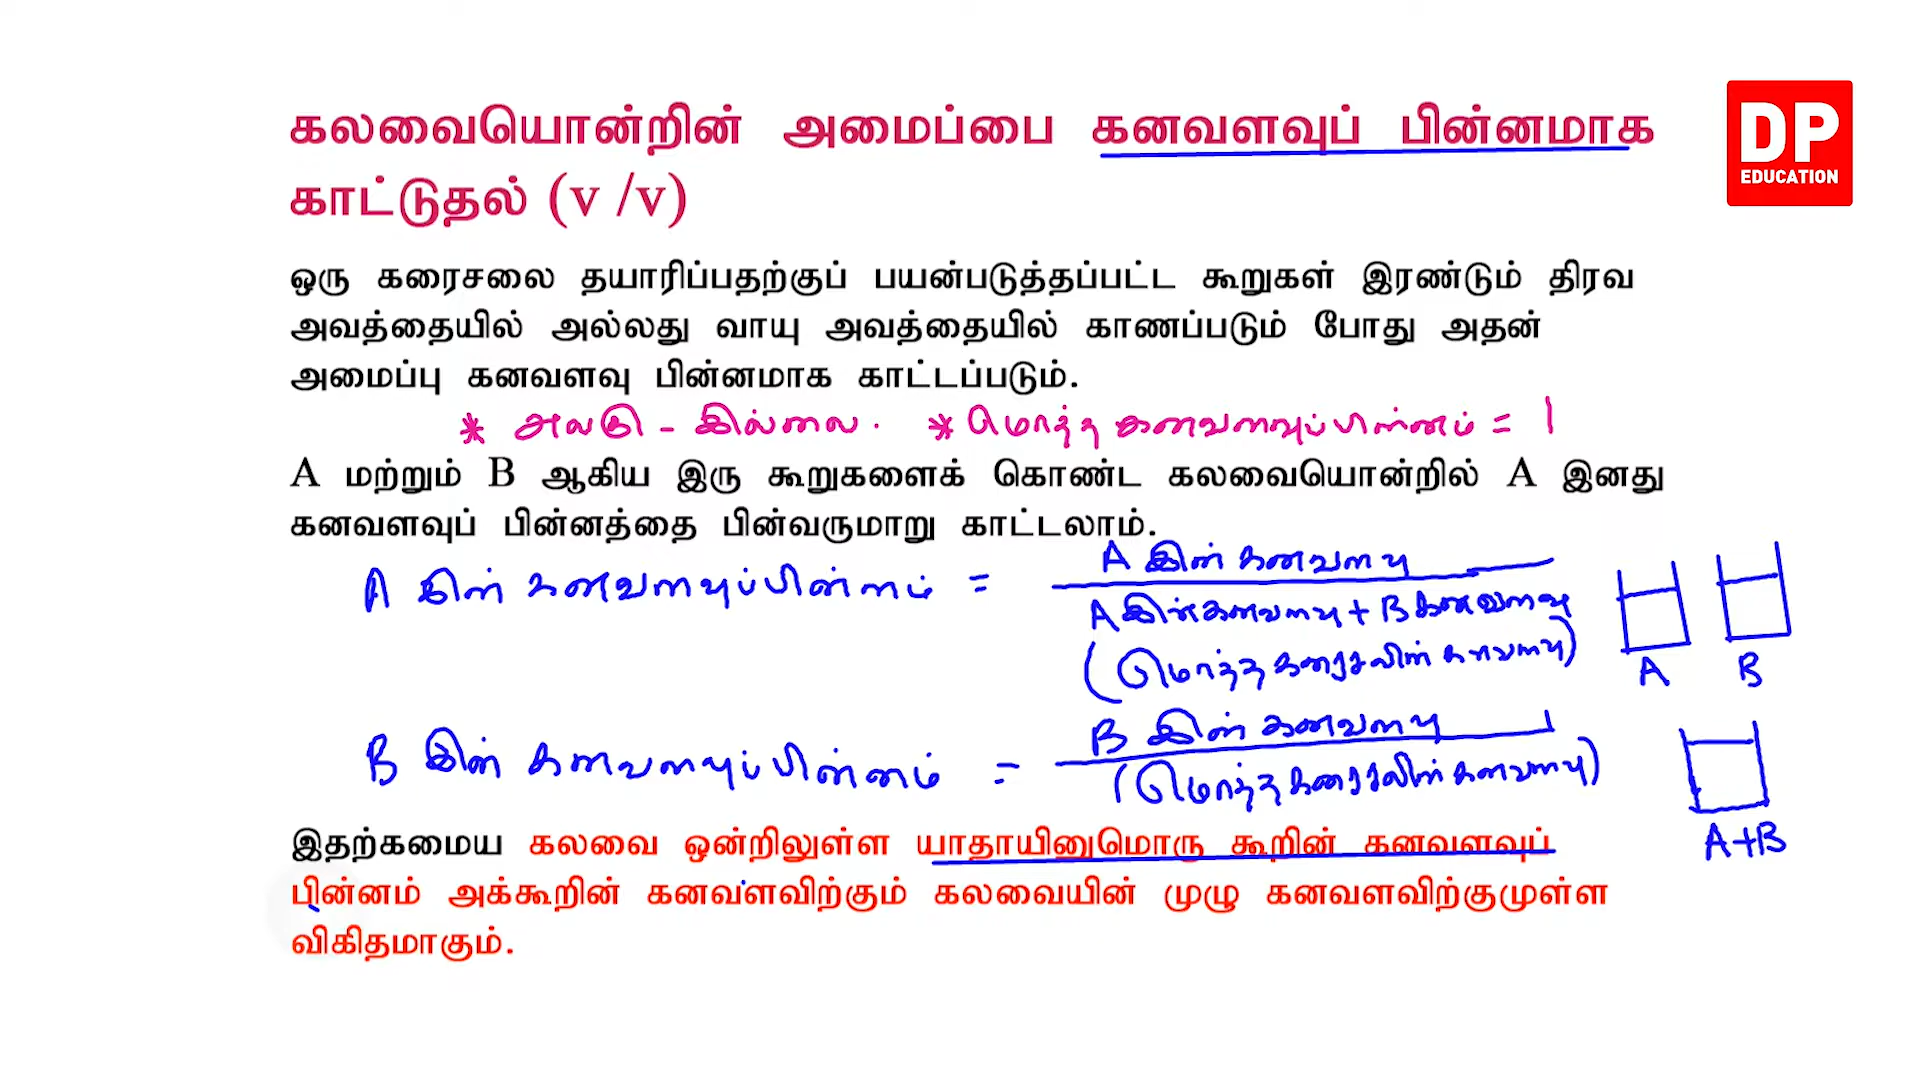 கலவையொன்றின் அமைப்பை கனவளவுப் பின்னமாக
காட்டுதல் (v /v)
DP
EDUCATION
ஒரு கரைசலை தயாரிப்பதற்குப் பயன்படுத்தப்பட்ட கூறுகள் இரண்டும் திரவ
அவத்தையில் அல்லது வாயு அவத்தையில் காணப்படும் போது அதன்
அமைப்பு கனவளவு பின்னமாக காட்டப்படும்.
* அலகு - இல்லை. * மொத்த கனவளவுப்பின்னம் = 1
A மற்றும் B ஆகிய இரு கூறுகளைக் கொண்ட கலவையொன்றில் A இனது
கனவளவுப் பின்னத்தை பின்வருமாறு காட்டலாம்.
A இன் கனவளவு
A இன் கனவளவுப்பின்னம் =
A இன்கனவளவு + B கனவளவு
(மொத்த கரைசலின் கனவளவு)
A B
B இன் கனவளவு
B இன் கனவளவுப்பின்னம் =
(மொத்த கரைசலின் கனவளவு)
A+B
இதற்கமைய கலவை ஒன்றிலுள்ள யாதாயினுமொரு கூறின் கனவளவுப்
பின்னம் அக்கூறின் கனவளவிற்கும் கலவையின் முழு கனவளவிற்குமுள்ள
விகிதமாகும்.